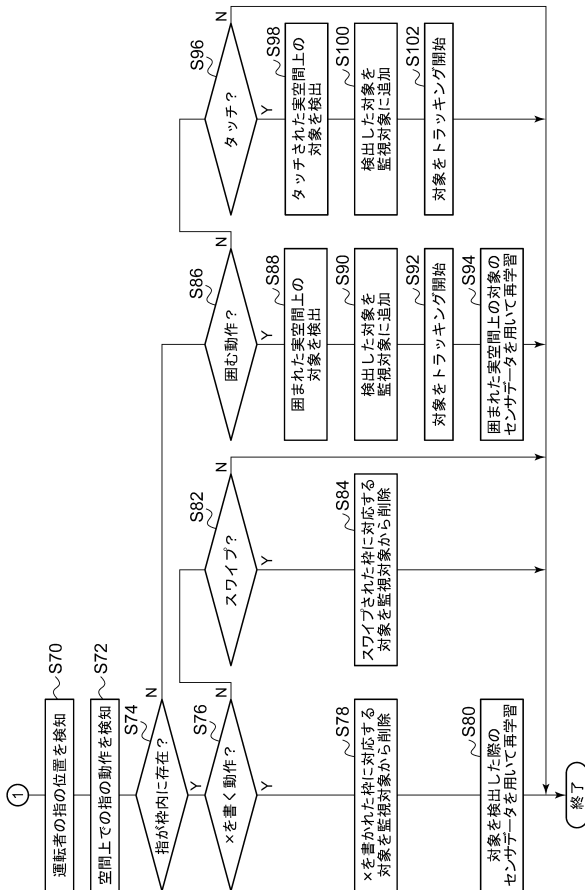 ①
S70
運転者の指の位置を検知
S72
空間上での指の動作を検知
S74
指が枠内に存在？
N
Y
S76
×を書く動作？
N
Y
S78
×を書かれた枠に対応する
対象を監視対象から削除
S80
対象を検出した際の
センサデータを用いて再学習
S82
スワイプ？
N
Y
S84
スワイプされた枠に対応する
対象を監視対象から削除
S86
囲む動作？
N
Y
S88
囲まれた実空間上の
対象を検出
S90
検出した対象を
監視対象に追加
S92
対象をトラッキング開始
S94
囲まれた実空間上の対象の
センサデータを用いて再学習
S96
タッチ？
N
Y
S98
タッチされた実空間上の
対象を検出
S100
検出した対象を
監視対象に追加
S102
対象をトラッキング開始
終了